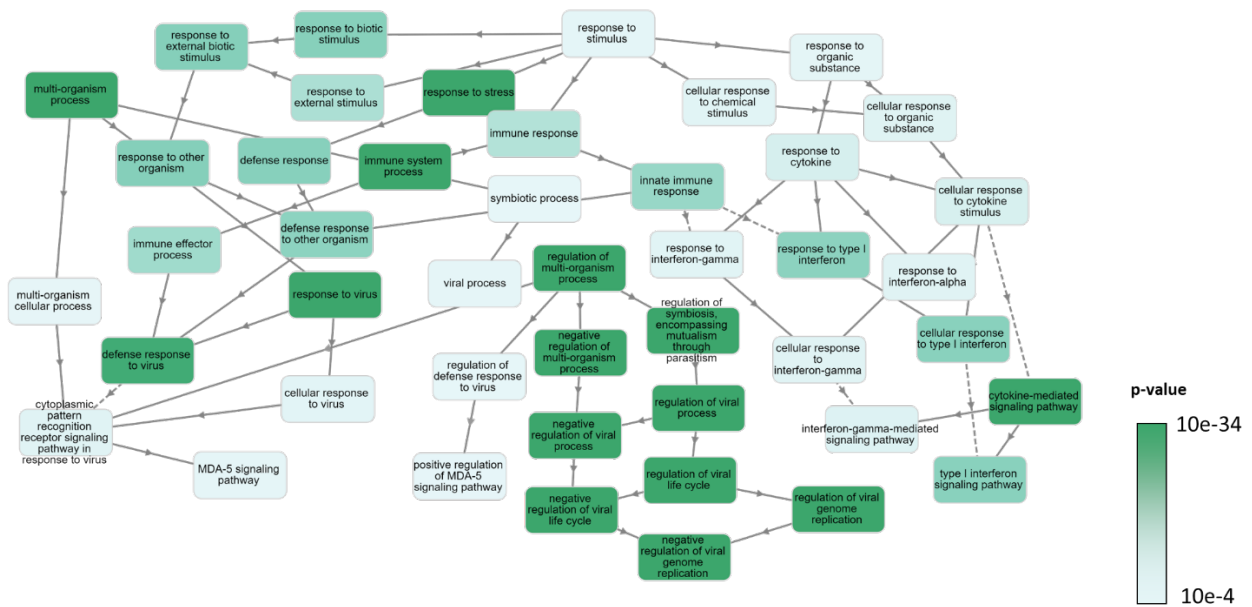 response to
external biotic
stimulus
response to biotic
stimulus
response to
stimulus
response to
organic
substance
multi-organism
process
response to
external stimulus
response to stress
cellular response
to chemical
stimulus
cellular response
to organic
substance
response to other
organism
defense response
immune system
process
immune response
response to
cytokine
innate immune
response
symbiotic process
cellular response
to cytokine
stimulus
immune effector
process
defense response
to other organism
response to
interferon-gamma
response to type I
interferon
response to
interferon-alpha
multi-organism
cellular process
response to virus
viral process
regulation of
multi-organism
process
regulation of
symbiosis,
encompassing
mutualism
through
parasitism
cellular response
to type I interferon
defense response
to virus
negative
regulation of
multi-organism
process
regulation of
defense response
to virus
cellular response
to
interferon-gamma
cellular response
to virus
cytoplasmic
pattern
recognition
receptor signaling
pathway in
response to virus
regulation of viral
process
cytokine-mediated
signaling pathway
interferon-gamma-mediated
signaling pathway
negative
regulation of viral
process
MDA-5 signaling
pathway
positive regulation
of MDA-5
signaling pathway
regulation of viral
life cycle
type I interferon
signaling pathway
negative
regulation of viral
life cycle
regulation of viral
genome
replication
negative
regulation of viral
genome
replication
p-value
10e-34
10e-4